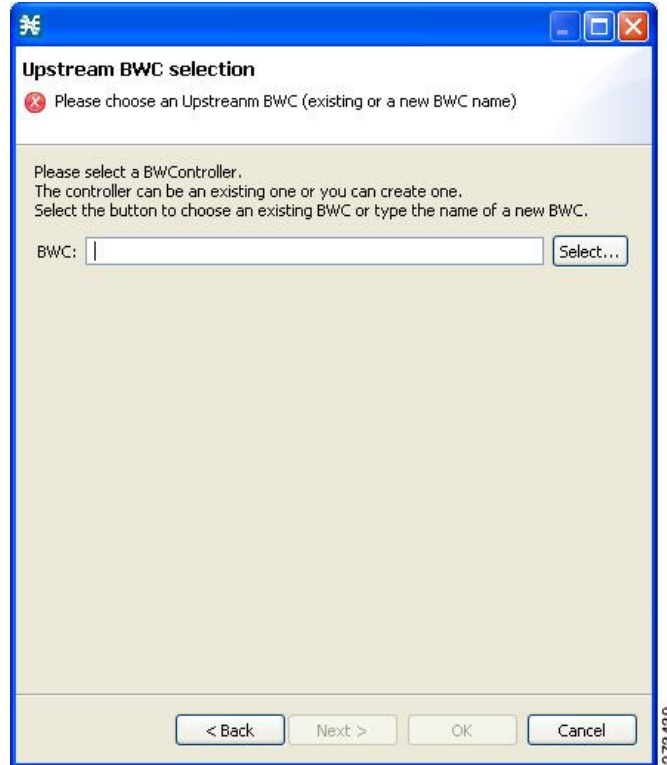 Upstream BWC selection
Please choose an Upstreanm BWC (existing or a new BWC name)
Please select a BWController.
The controller can be an existing one or you can create one.
Select the button to choose an existing BWC or type the name of a new BWC.
BWC: Select...
< Back Next > OK Cancel